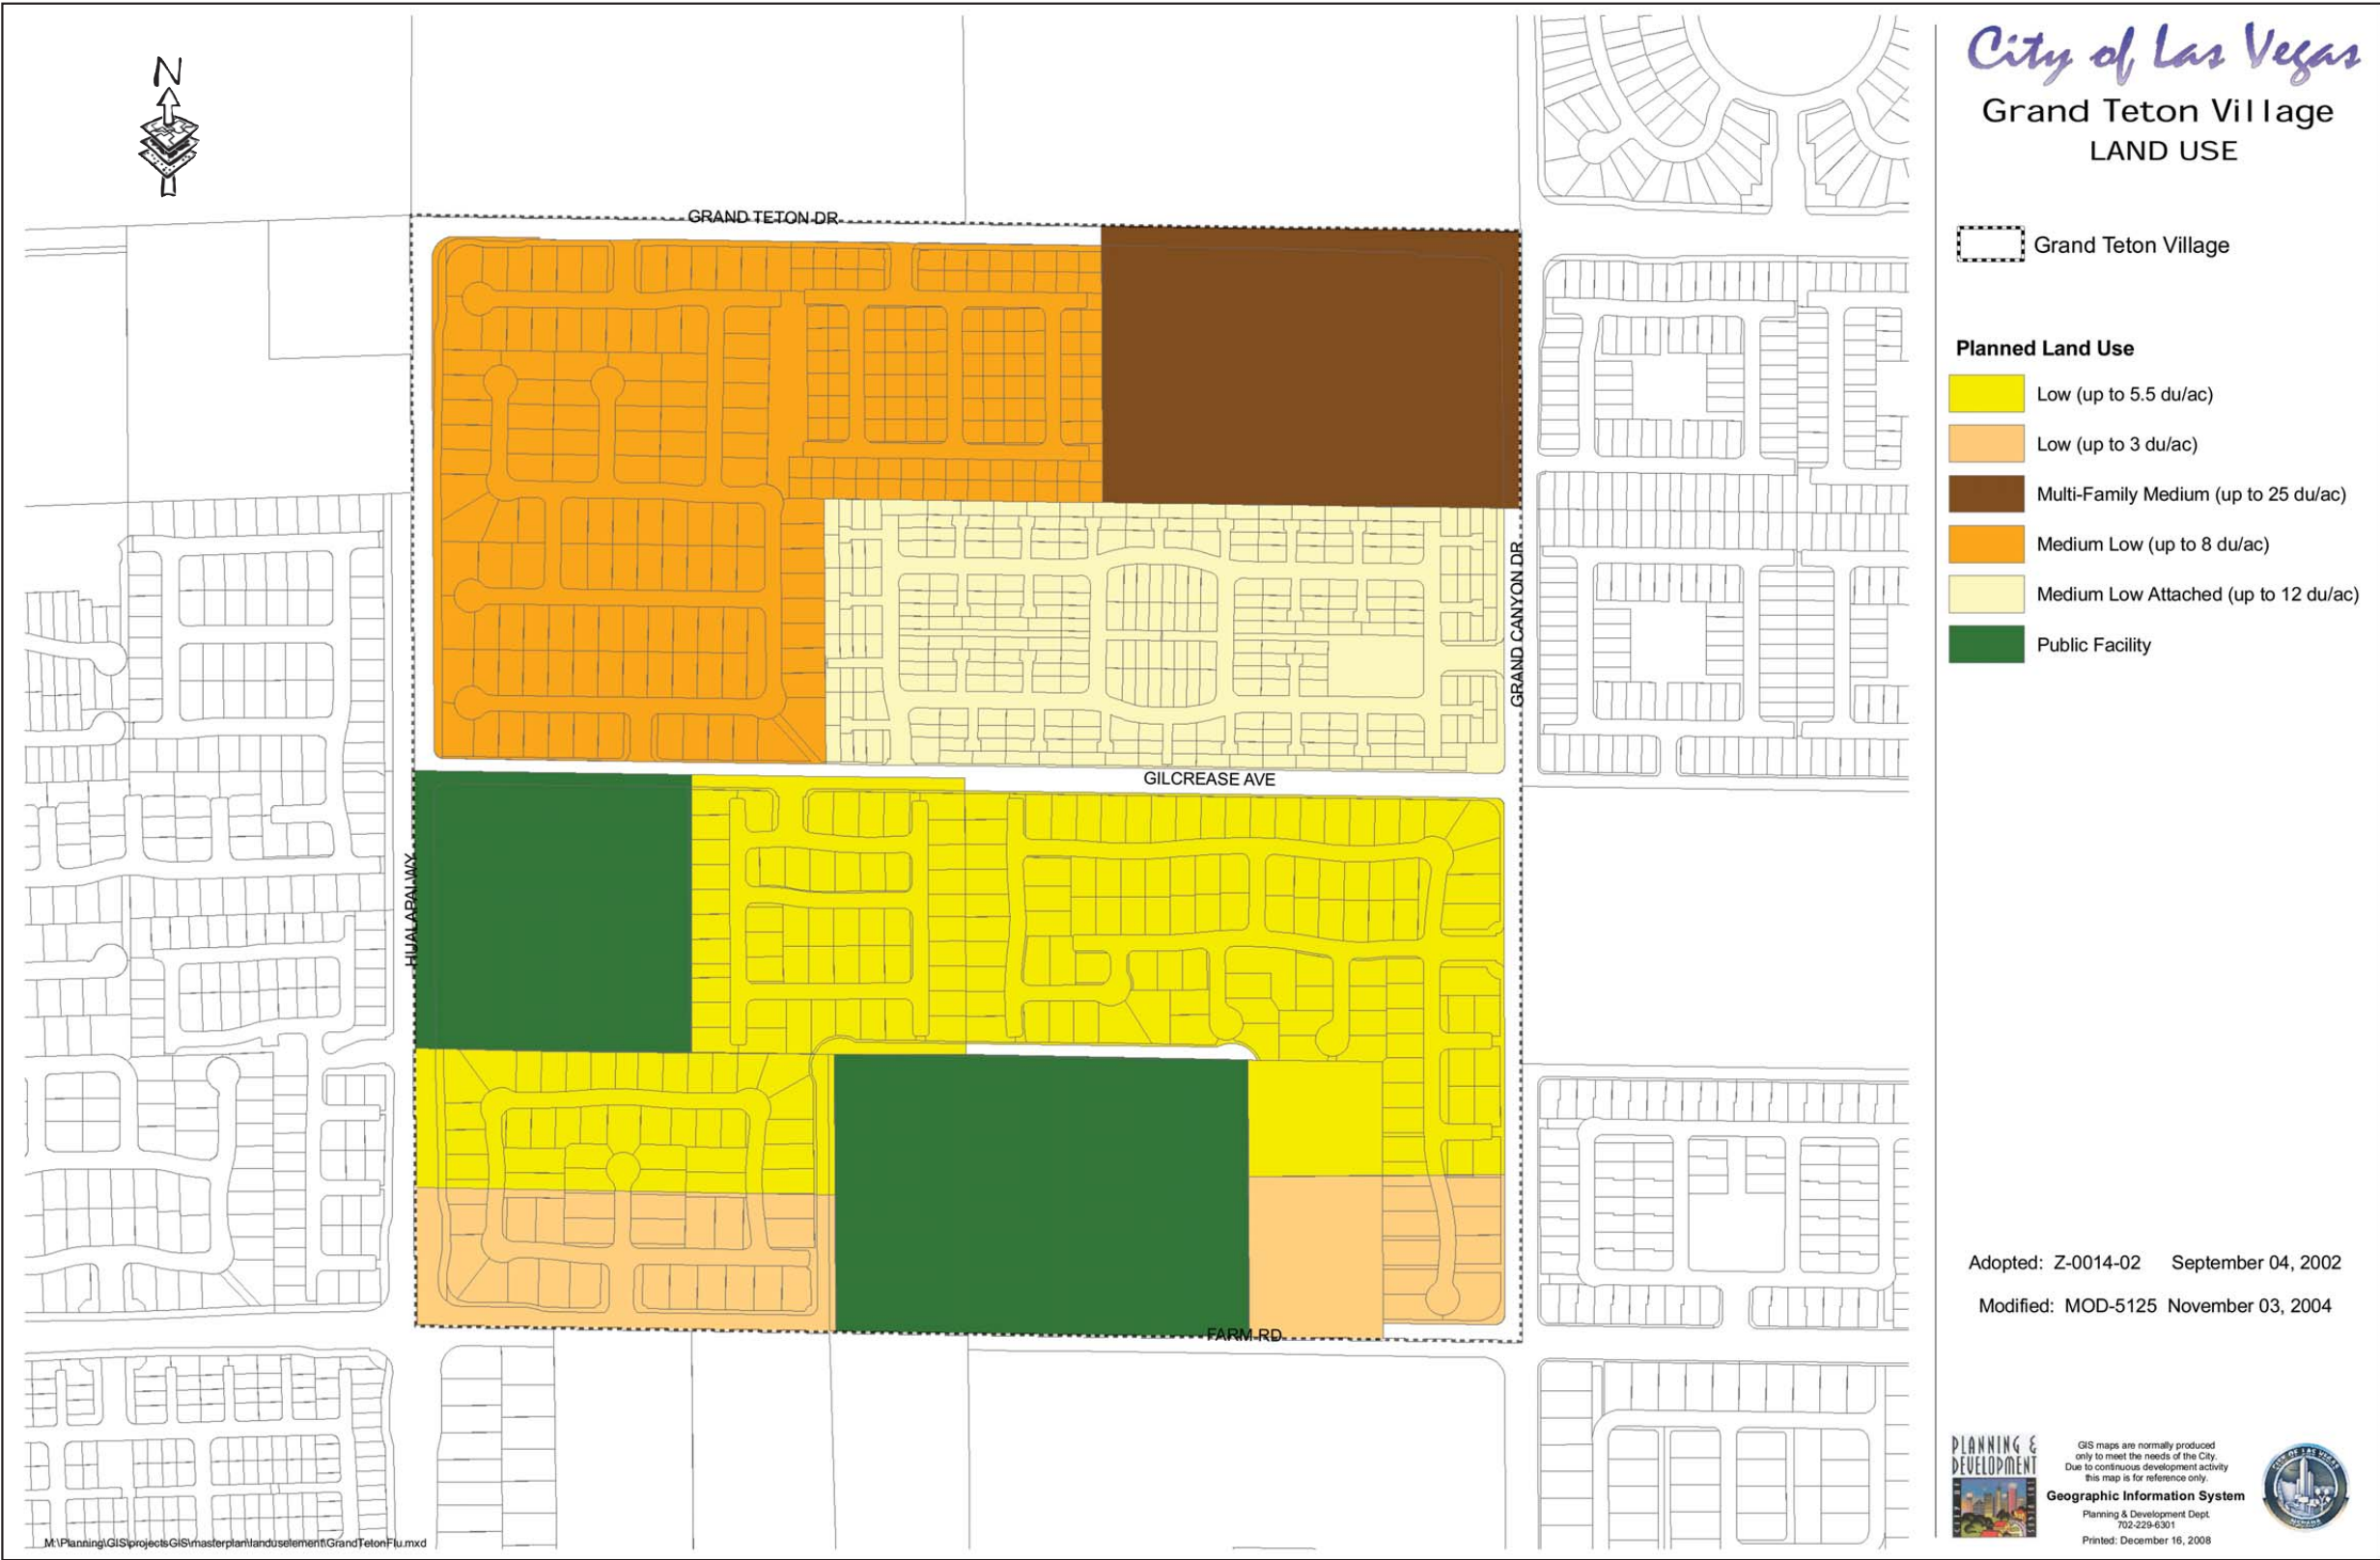 N
City of Las Vegas
Grand Teton Village
LAND USE
Grand Teton Village
Planned Land Use
Low (up to 5.5 du/ac)
Low (up to 3 du/ac)
Multi-Family Medium (up to 25 du/ac)
Medium Low (up to 8 du/ac)
Medium Low Attached (up to 12 du/ac)
Public Facility
GRAND TETON DR
GRAND CANYON DR
GILCREASE AVE
HUALAPAI WY
FARM RD
Adopted: Z-0014-02 September 04, 2002
Modified: MOD-5125 November 03, 2004
PLANNING &
DEVELOPMENT
GIS maps are normally produced
only to meet the needs of the City.
Due to continuous development activity
this map is for reference only.
Geographic Information System
Planning & Development Dept.
702-229-6301
Printed: December 16, 2008
M:\Planning\GIS\projectsGIS\masterplan\landuselement\GrandTetonFlu.mxd